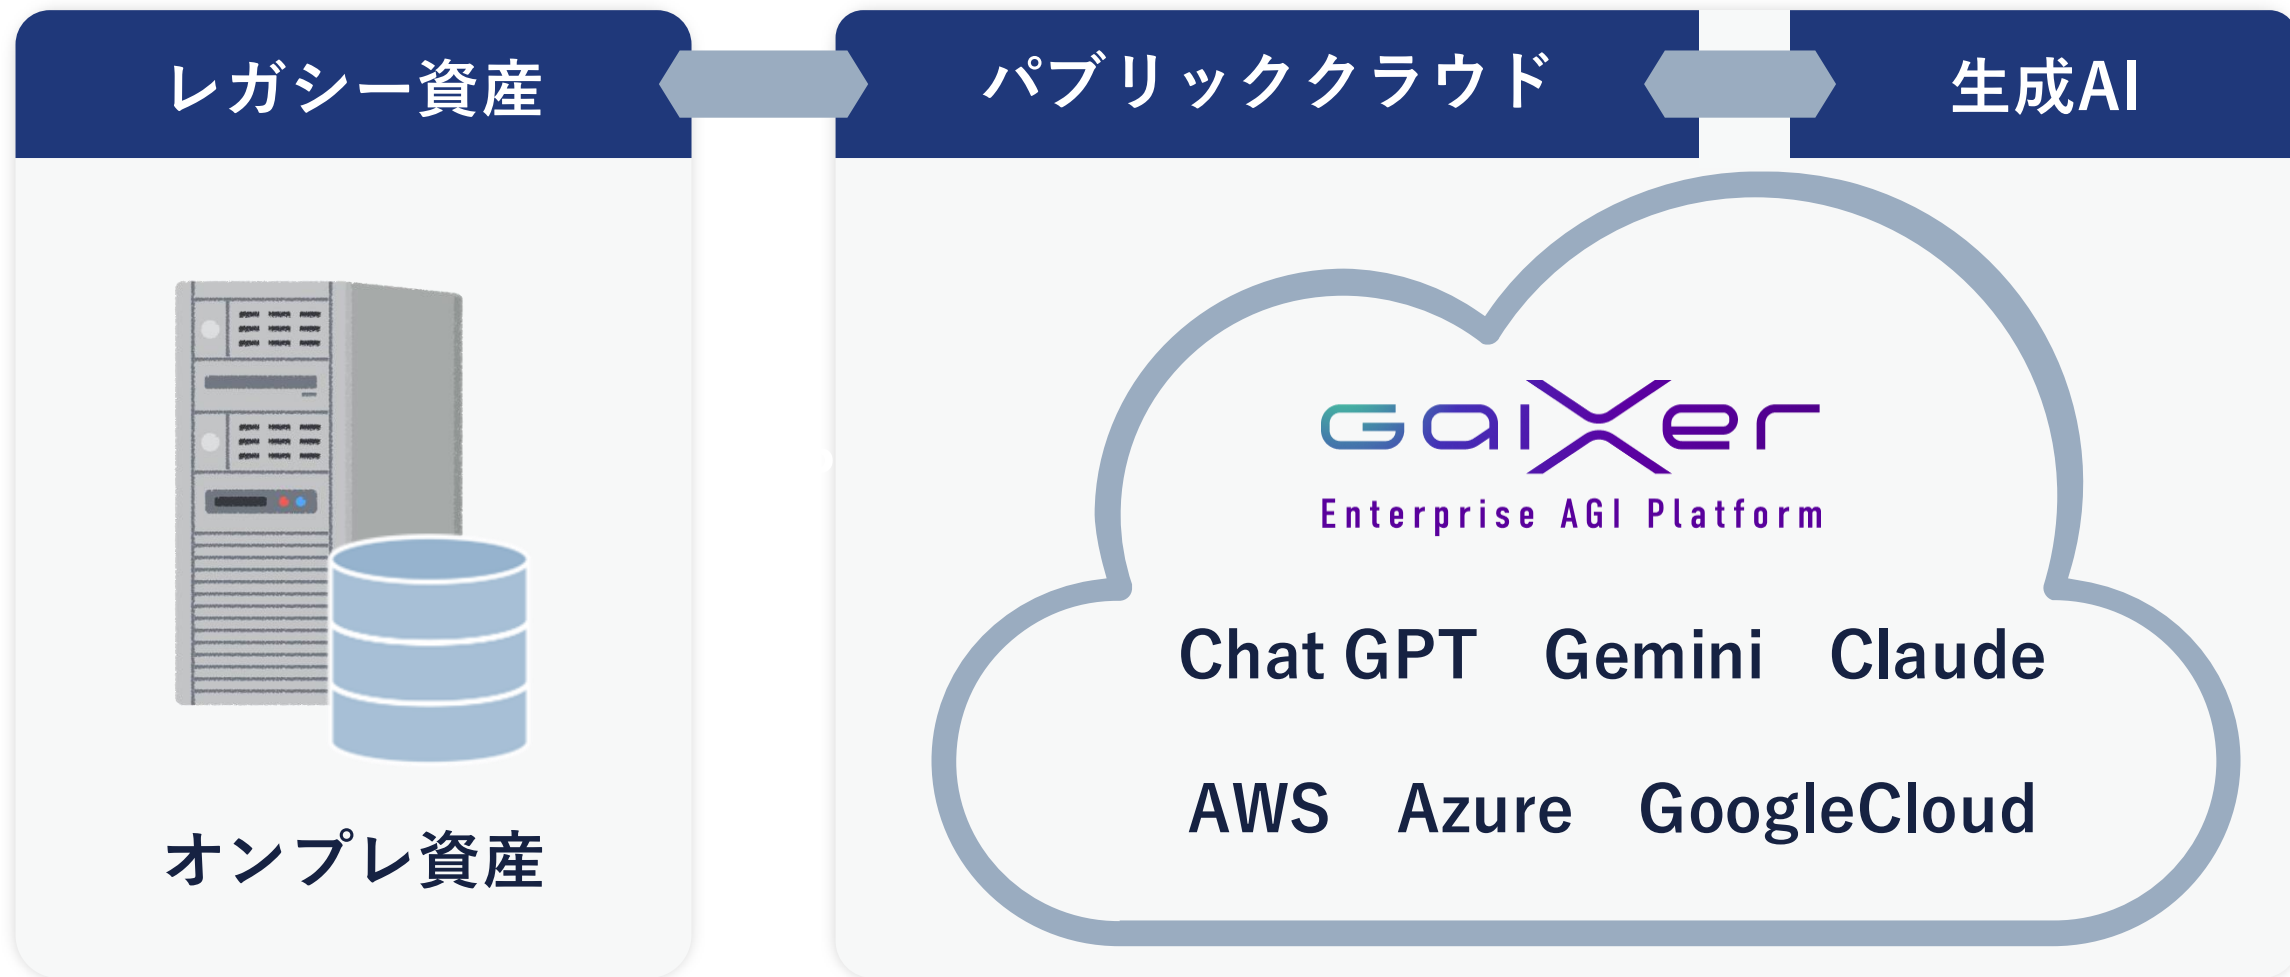 レガシー資産
パブリッククラウド
生成AI
オンプレ資産
Gaixer
Enterprise AGI Platform
Chat GPT Gemini Claude
AWS Azure GoogleCloud